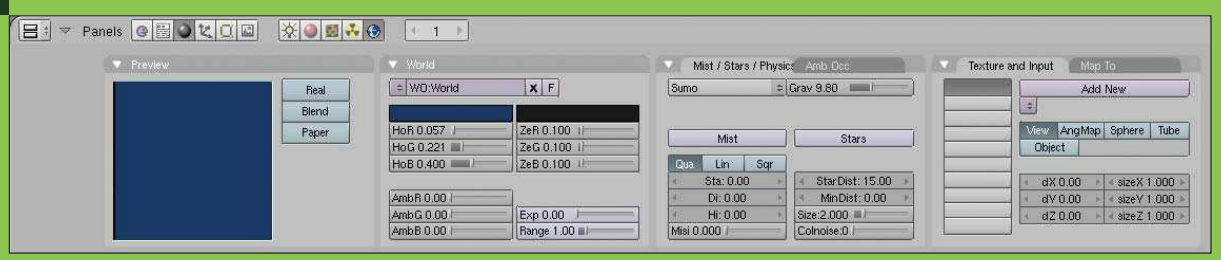 Panels 1
Preview
Real
Blend
Paper
World
WO:World X F
HoR 0.057 ZeR 0.100
HoG 0.221 ZeG 0.100
HoB 0.400 ZeB 0.100
AmbR 0.00
AmbG 0.00 Exp 0.00
AmbB 0.00 Range 1.00
Mist / Stars / Physics Amb Occ
Sumo Grav 9.80
Mist Stars
Qua Lin Sqr
Sta: 0.00 StarDist: 15.00
Di: 0.00 MinDist: 0.00
Hi: 0.00 Size:2.000
Misi 0.000 Colnoise:0
Texture and Input Map To
Add New
View AngMap Sphere Tube
Object
dX 0.00 sizeX 1.000
dY 0.00 sizeY 1.000
dZ 0.00 sizeZ 1.000